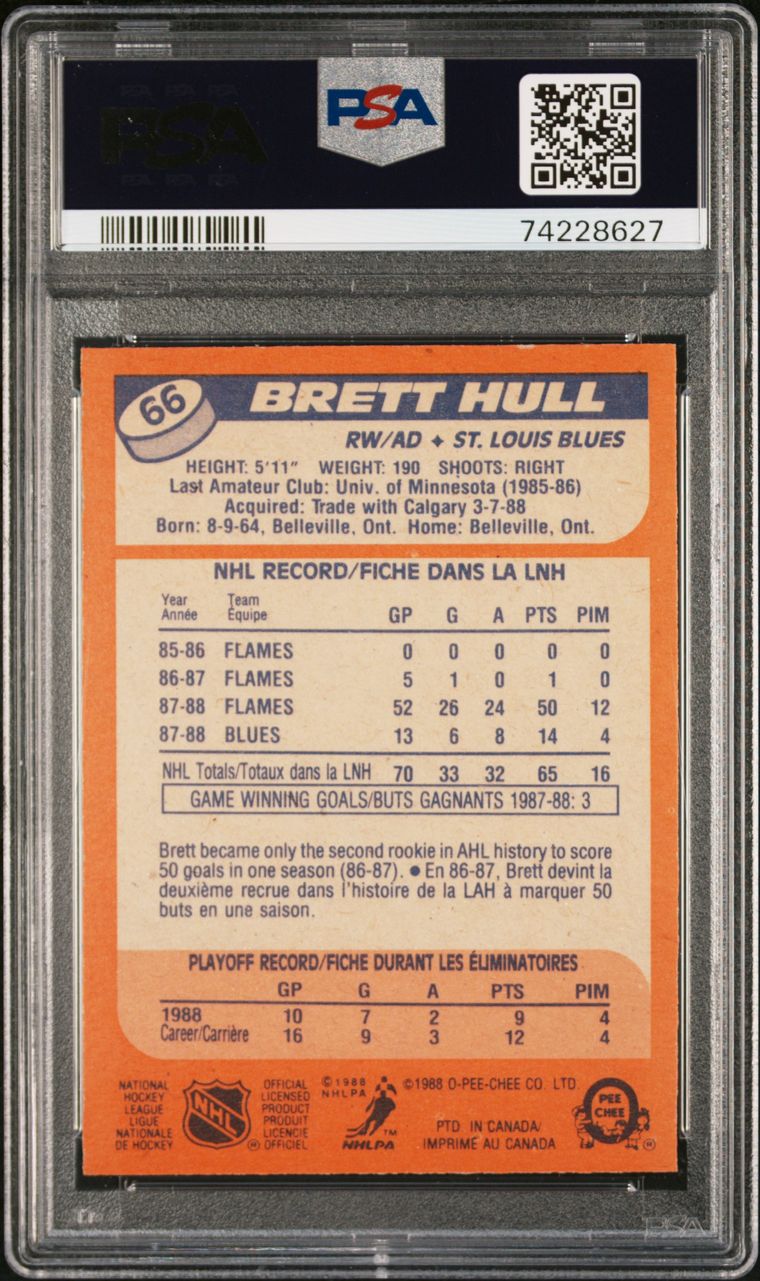 PSA PSA PSA
PSA
PSA PSA PSA
PSA
74228627
66
BRETT HULL
RW/AD ✦ ST. LOUIS BLUES
HEIGHT: 5'11" WEIGHT: 190 SHOOTS: RIGHT
Last Amateur Club: Univ. of Minnesota (1985-86)
Acquired: Trade with Calgary 3-7-88
Born: 8-9-64, Belleville, Ont. Home: Belleville, Ont.
NHL RECORD/FICHE DANS LA LNH
Year Team
Année Équipe GP G A PTS PIM
85-86 FLAMES 0 0 0 0 0
86-87 FLAMES 5 1 0 1 0
87-88 FLAMES 52 26 24 50 12
87-88 BLUES 13 6 8 14 4
NHL Totals/Totaux dans la LNH 70 33 32 65 16
GAME WINNING GOALS/BUTS GAGNANTS 1987-88: 3
Brett became only the second rookie in AHL history to score
50 goals in one season (86-87). ● En 86-87, Brett devint la
deuxième recrue dans l'histoire de la LAH à marquer 50
buts en une saison.
PLAYOFF RECORD/FICHE DURANT LES ÉLIMINATOIRES
GP G A PTS PIM
1988 10 7 2 9 4
Career/Carrière 16 9 3 12 4
NATIONAL
HOCKEY
LEAGUE
LIGUE
NATIONALE
DE HOCKEY
NHL
®
OFFICIAL
LICENSED
PRODUCT
PRODUIT
LICENCIE
OFFICIEL
©1988
NHLPA
TM
NHLPA
©1988 O-PEE-CHEE CO. LTD.
PTD IN CANADA/
IMPRIMÉ AU CANADA
PEE
CHEE
®
PSA